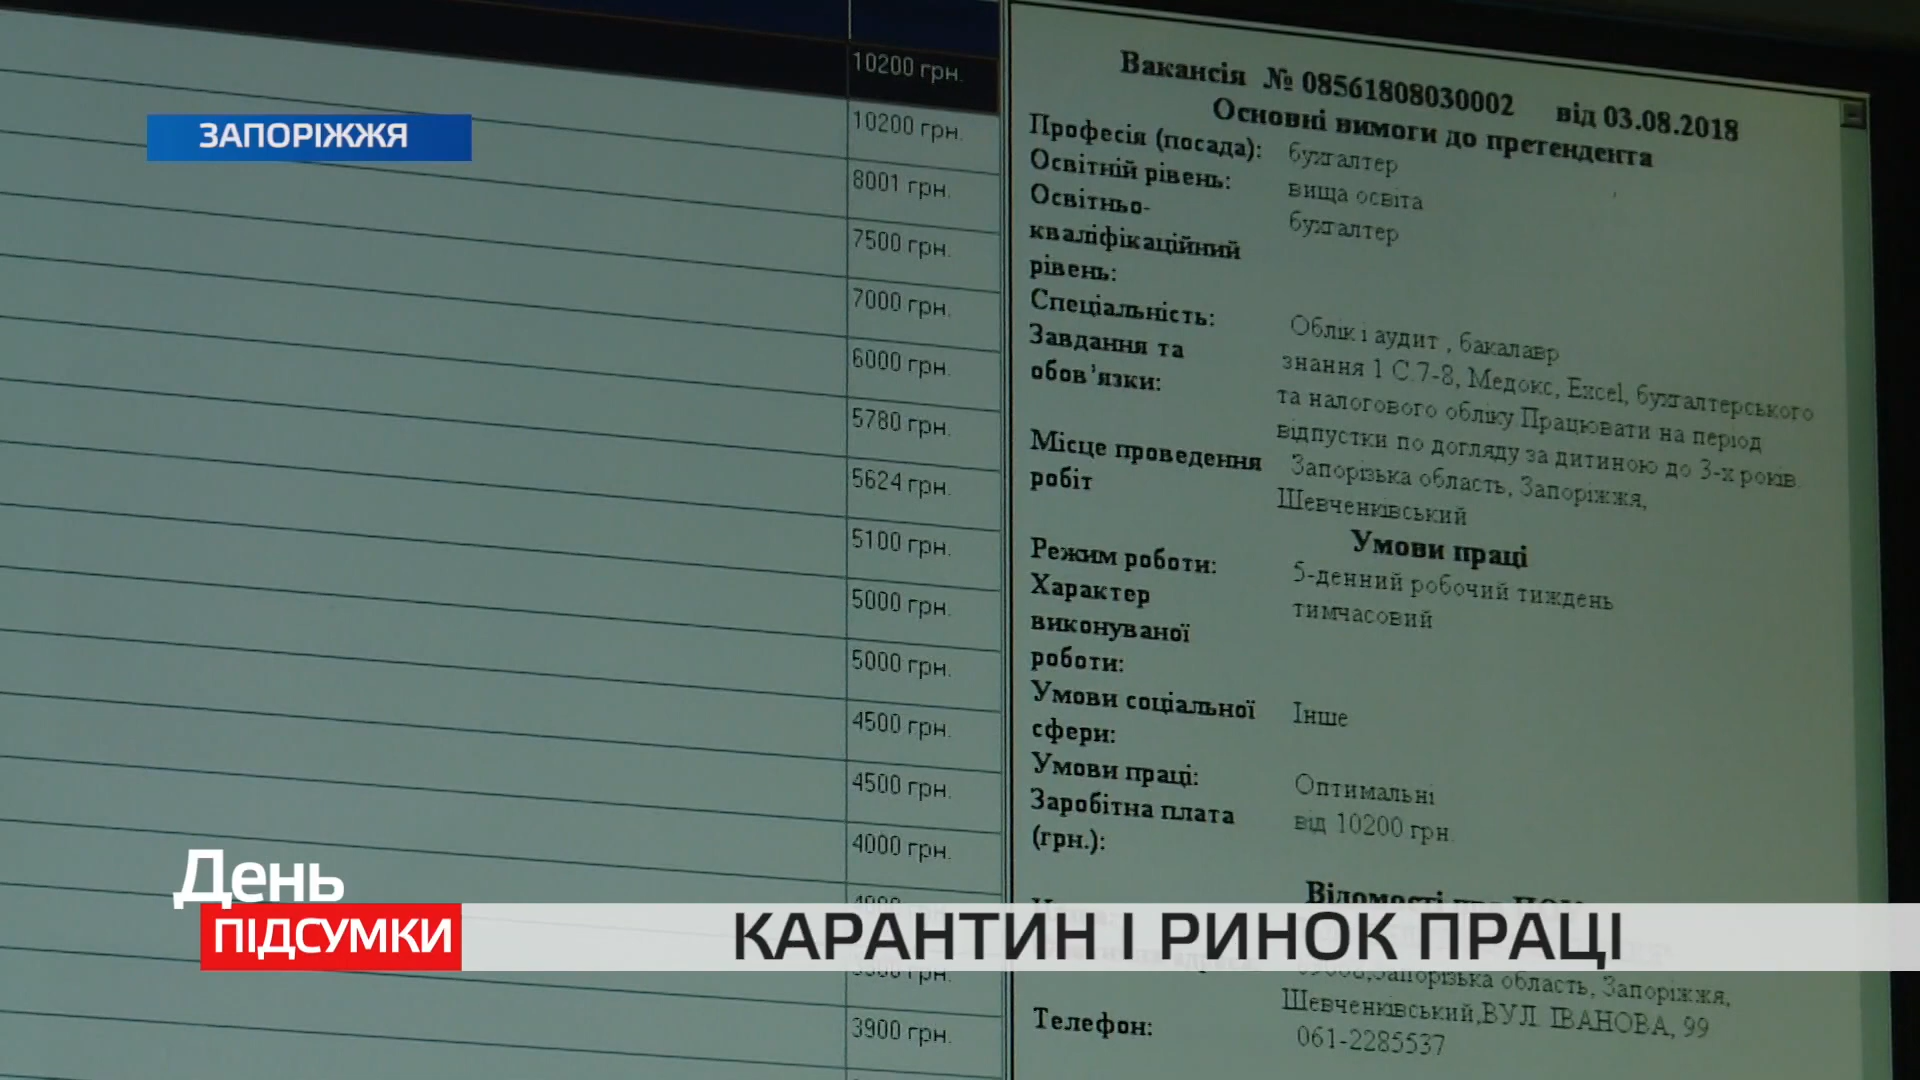 ЗАПОРІЖЖЯ
10200 грн.
10200 грн.
8001 грн.
7500 грн.
7000 грн.
6000 грн.
5780 грн.
5624 грн.
5100 грн.
5000 грн.
5000 грн.
4500 грн.
4500 грн.
4000 грн.
3900 грн.
Вакансія № 08561808030002 від 03.08.2018
Основні вимоги до претендента
Професія (посада): бухгалтер
Освітній рівень: вища освіта
Освітньо- бухгалтер
кваліфікаційний
рівень:
Спеціальність: Облік і аудит , бакалавр
Завдання та знання 1 С.7-8, Медокс, Excel, бухгалтерського
обов'язки: та налогового обліку.Працювати на період
відпустки по догляду за дитиною до 3-х років.
Місце проведення Запорізька область, Запоріжжя,
робіт Шевченківський
Умови праці
Режим роботи: 5-денний робочий тиждень
Характер тимчасовий
виконуваної
роботи:
Умови соціальної Інше
сфери:
Умови праці: Оптимальні
Заробітна плата від 10200 грн.
(грн.):
Відомості про
Запорізька область, Запоріжжя,
Шевченківський,ВУЛ. ІВАНОВА, 99
Телефон: 061-2285537
День
ПІДСУМКИ
КАРАНТИН І РИНОК ПРАЦІ